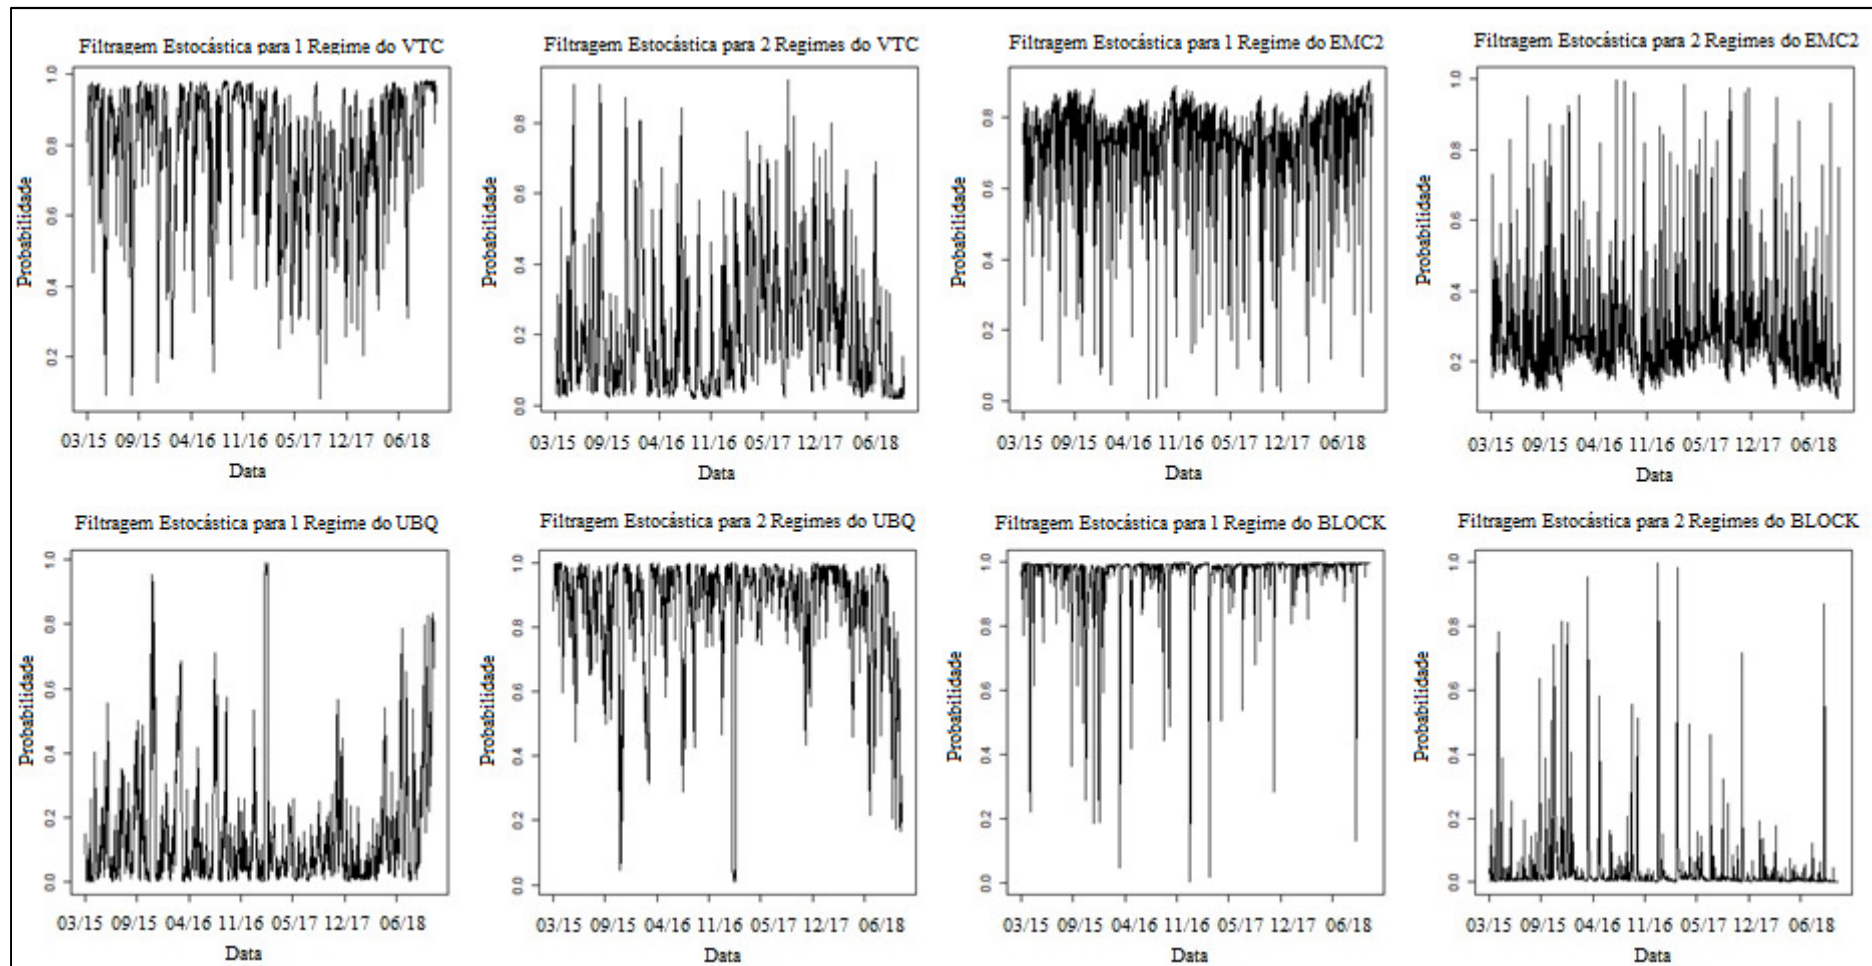 Filtragem Estocástica para 1 Regime do VTC
Probabilidade
1.0
0.8
0.6
0.4
0.2
03/15 09/15 04/16 11/16 05/17 12/17 06/18
Data
Filtragem Estocástica para 2 Regimes do VTC
Probabilidade
0.8
0.6
0.4
0.2
0.0
03/15 09/15 04/16 11/16 05/17 12/17 06/18
Data
Filtragem Estocástica para 1 Regime do EMC2
Probabilidade
0.8
0.6
0.4
0.2
0.0
03/15 09/15 04/16 11/16 05/17 12/17 06/18
Data
Filtragem Estocástica para 2 Regimes do EMC2
Probabilidade
1.0
0.8
0.6
0.4
0.2
03/15 09/15 04/16 11/16 05/17 12/17 06/18
Data
Filtragem Estocástica para 1 Regime do UBQ
Probabilidade
1.0
0.8
0.6
0.4
0.2
0.0
03/15 09/15 04/16 11/16 05/17 12/17 06/18
Data
Filtragem Estocástica para 2 Regimes do UBQ
Probabilidade
1.0
0.8
0.6
0.4
0.2
0.0
03/15 09/15 04/16 11/16 05/17 12/17 06/18
Data
Filtragem Estocástica para 1 Regime do BLOCK
Probabilidade
1.0
0.8
0.6
0.4
0.2
0.0
03/15 09/15 04/16 11/16 05/17 12/17 06/18
Data
Filtragem Estocástica para 2 Regimes do BLOCK
Probabilidade
1.0
0.8
0.6
0.4
0.2
0.0
03/15 09/15 04/16 11/16 05/17 12/17 06/18
Data